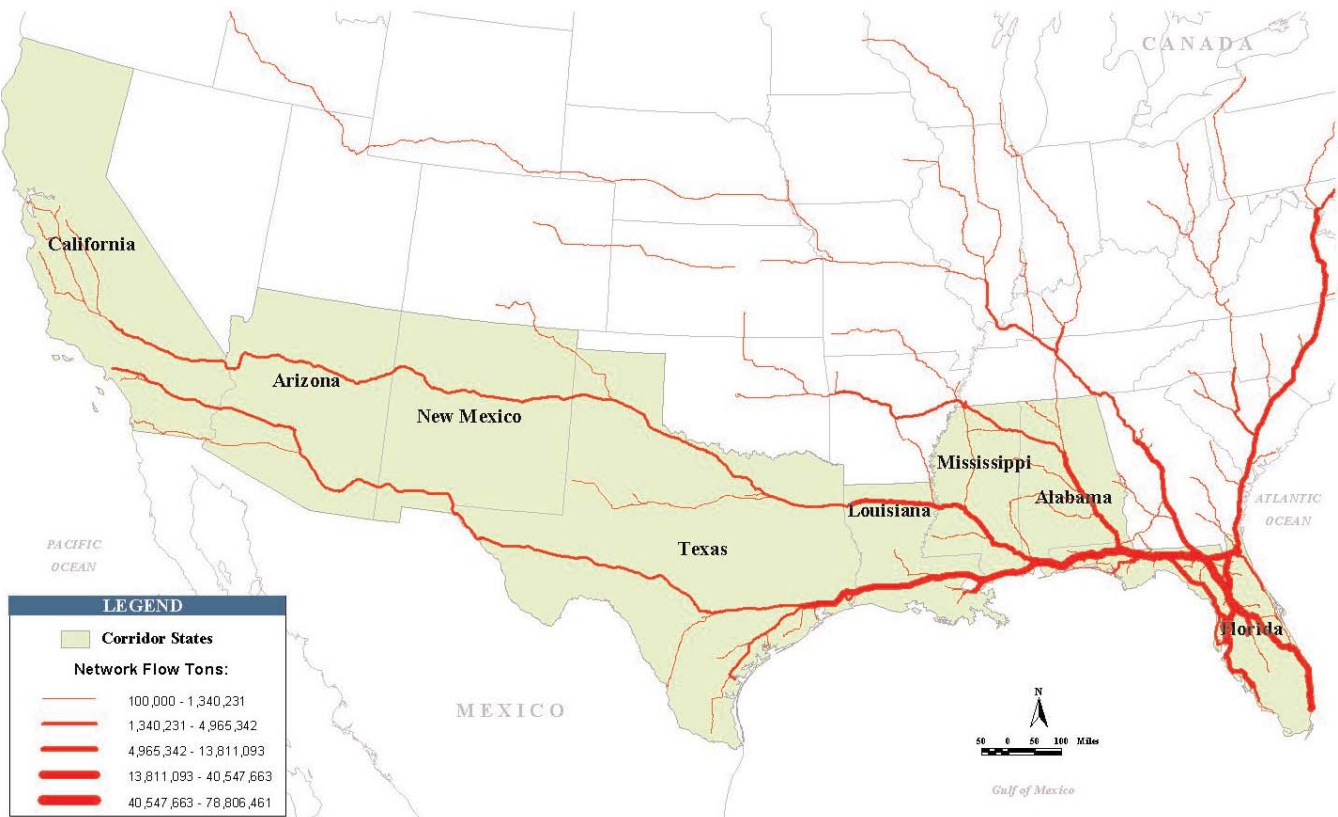 CANADA
California
Arizona
New Mexico
Mississippi
Alabama
Louisiana
ATLANTIC
OCEAN
Texas
PACIFIC
OCEAN
LEGEND
Corridor States
Network Flow Tons:
100,000 - 1,340,231
1,340,231 - 4,965,342
4,965,342 - 13,811,093
13,811,093 - 40,547,663
40,547,663 - 78,806,461
Florida
MEXICO
N
50 0 50 100 Miles
Gulf of Mexico